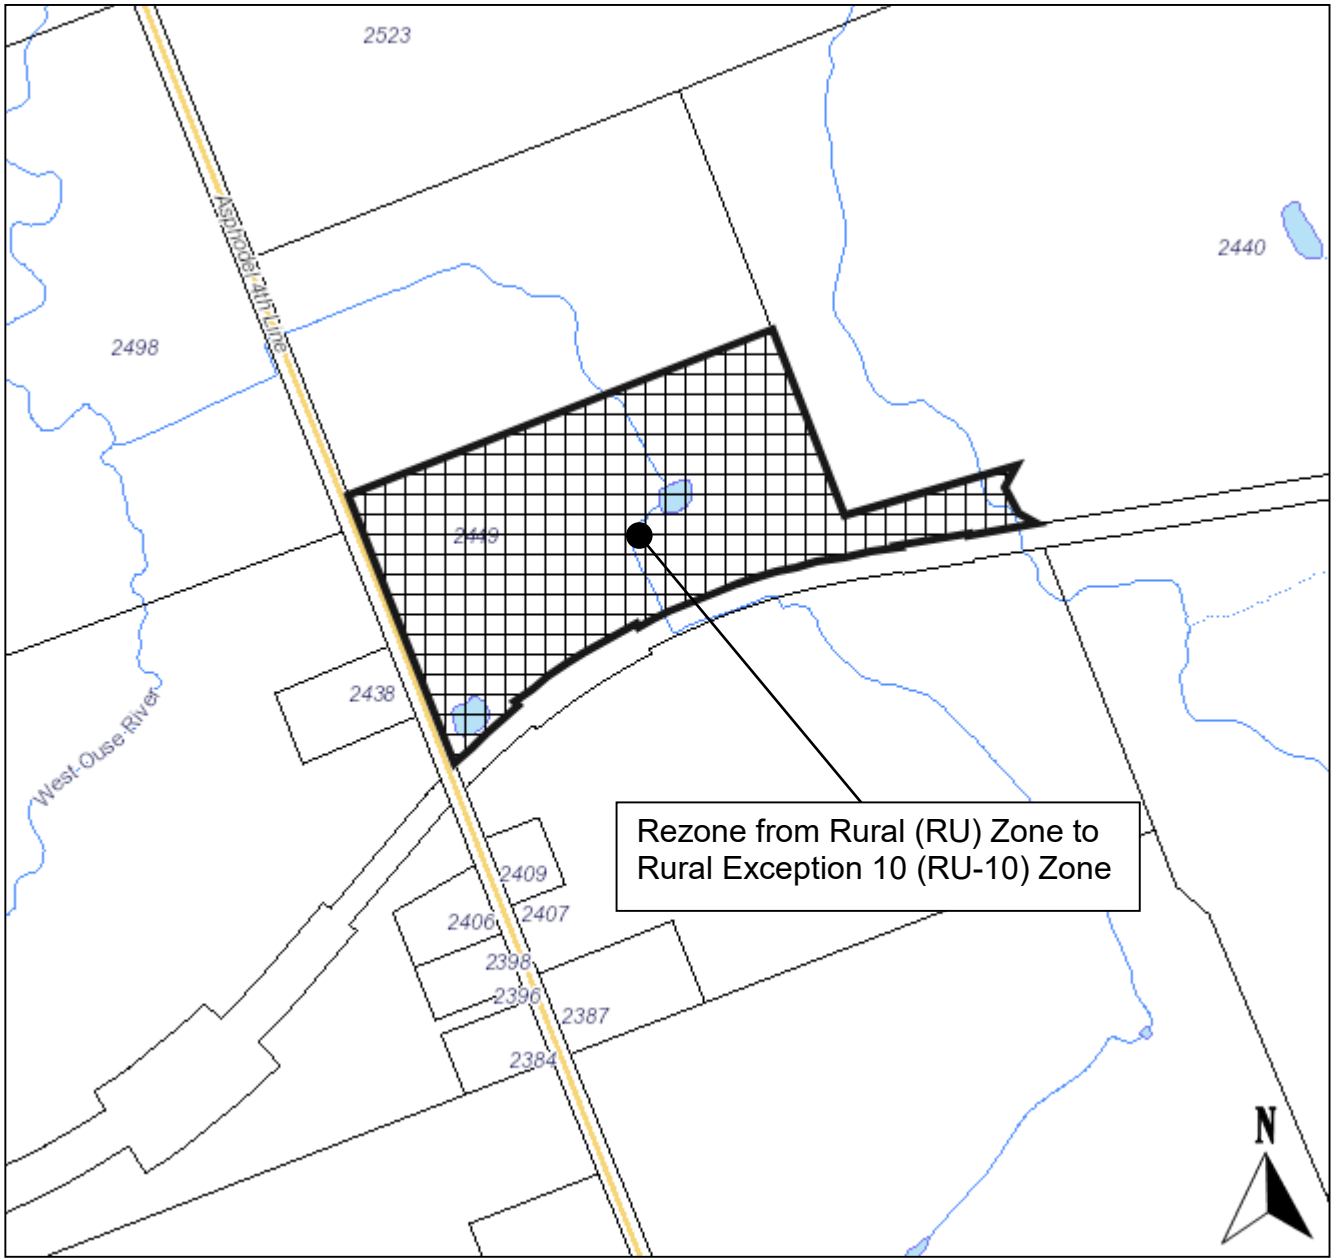 2523
Asphodel 4th Line
2440
2498
2449
2438
West Ouse River
Rezone from Rural (RU) Zone to
Rural Exception 10 (RU-10) Zone
2409
2407
2406
2398
2396
2387
2384
N